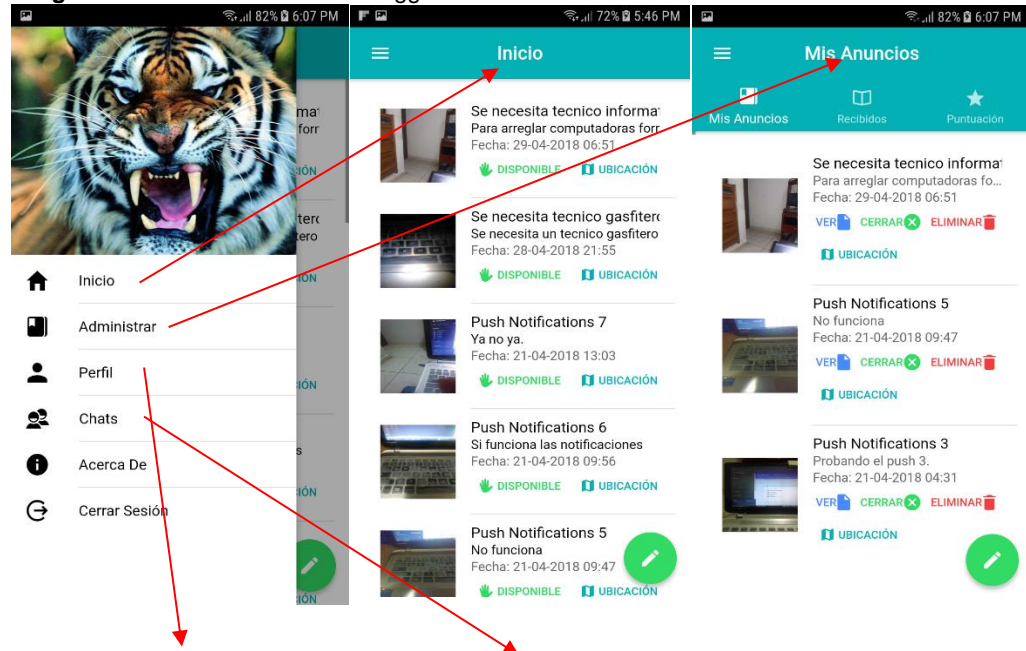 82% 6:07 PM
Inicio
Administrar
Perfil
Chats
Acerca De
Cerrar Sesión
72% 5:46 PM
Inicio
Se necesita tecnico informa
Para arreglar computadoras for
Fecha: 29-04-2018 06:51
DISPONIBLE UBICACIÓN
Se necesita tecnico gasfiter
Se necesita un tecnico gasfitero
Fecha: 28-04-2018 21:55
DISPONIBLE UBICACIÓN
Push Notifications 7
Ya no ya.
Fecha: 21-04-2018 13:03
DISPONIBLE UBICACIÓN
Push Notifications 6
Si funciona las notificaciones
Fecha: 21-04-2018 09:56
DISPONIBLE UBICACIÓN
Push Notifications 5
No funciona
Fecha: 21-04-2018 09:47
DISPONIBLE UBICACIÓN
82% 6:07 PM
Mis Anuncios
Mis Anuncios Recibidos Puntuación
Se necesita tecnico informa
Para arreglar computadoras fo...
Fecha: 29-04-2018 06:51
VER CERRAR ELIMINAR
UBICACIÓN
Push Notifications 5
No funciona
Fecha: 21-04-2018 09:47
VER CERRAR ELIMINAR
UBICACIÓN
Push Notifications 3
Probando el push 3.
Fecha: 21-04-2018 04:31
VER CERRAR ELIMINAR
UBICACIÓN